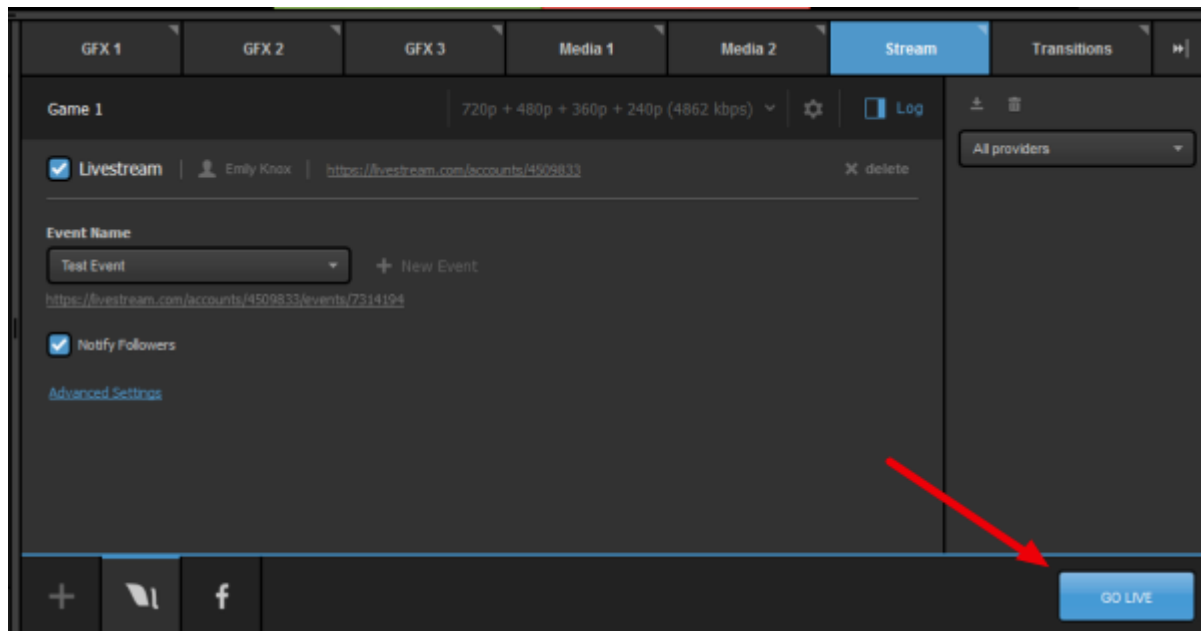 GFX 1 GFX 2 GFX 3 Media 1 Media 2 Stream Transitions
Game 1 720p + 480p + 360p + 240p (4862 kbps) Log
All providers
Livestream | Emily Knox | https://livestream.com/accounts/4509833 delete
Event Name
Test Event + New Event
https://livestream.com/accounts/4509833/events/7314194
Notify Followers
Advanced Settings
GO LIVE